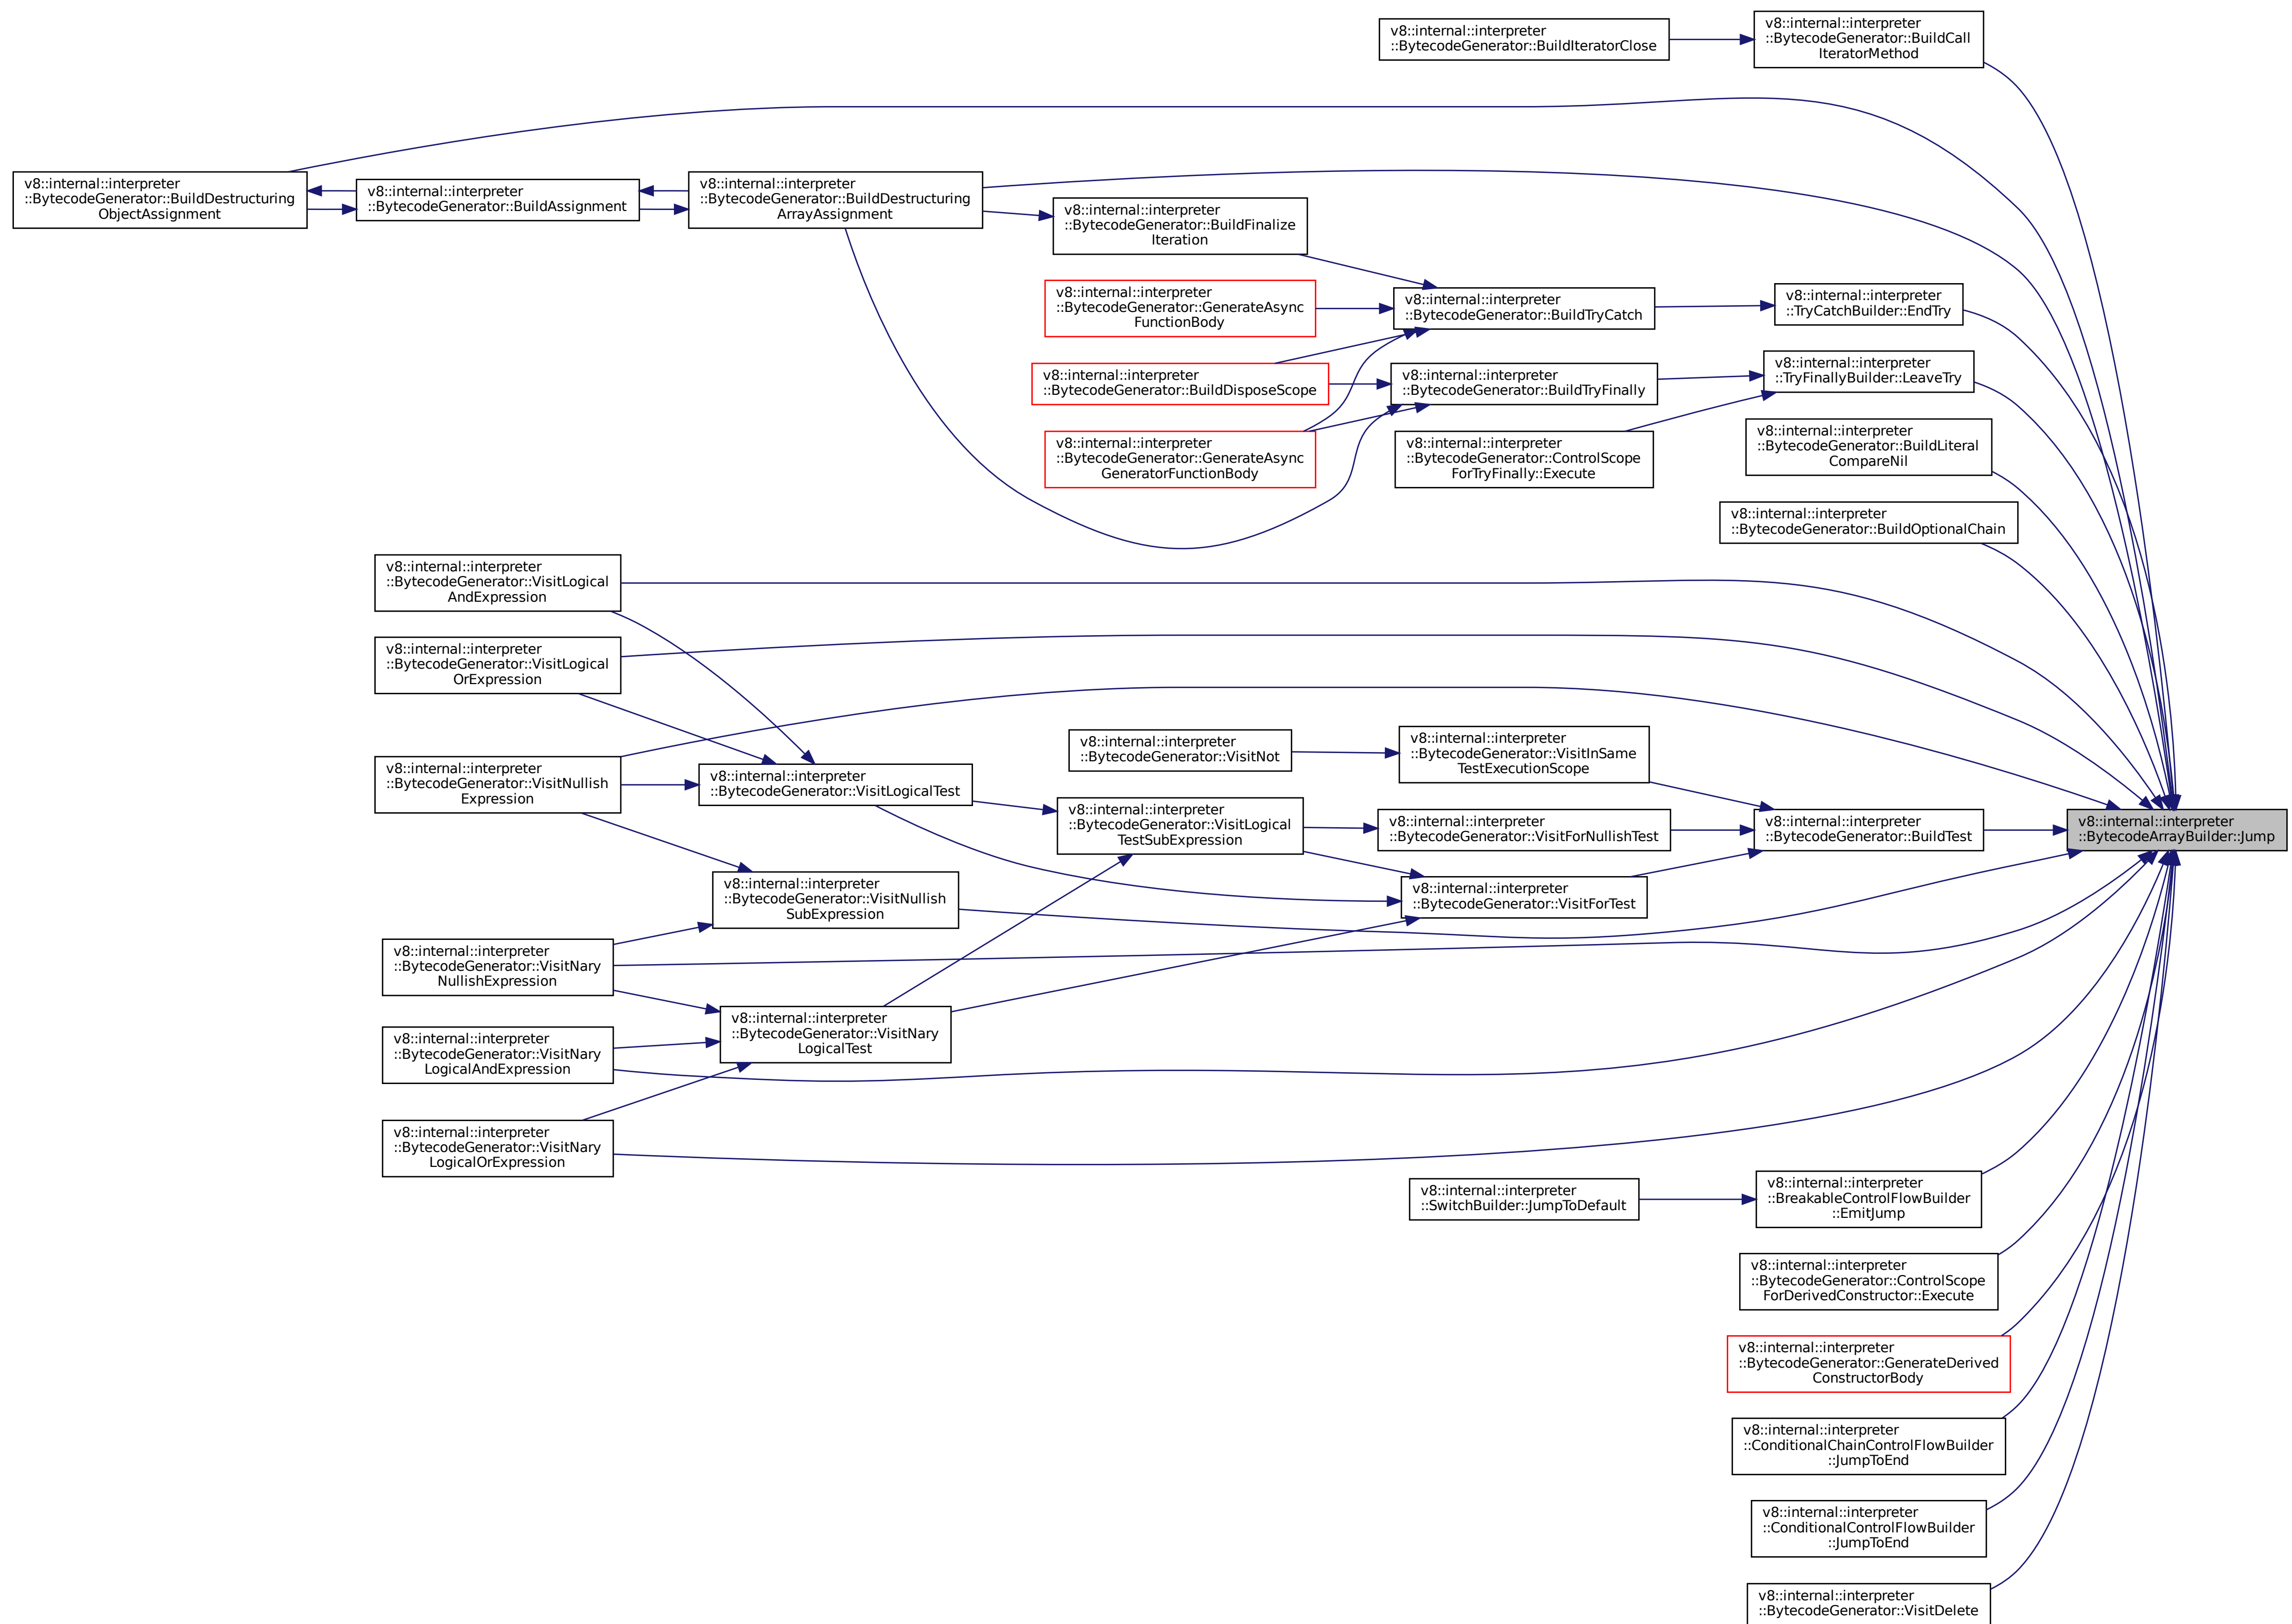 v8::internal::interpreter
::BytecodeGenerator::BuildIteratorClose
v8::internal::interpreter
::BytecodeGenerator::BuildCall
IteratorMethod
v8::internal::interpreter
::BytecodeGenerator::BuildDestructuring
ObjectAssignment
v8::internal::interpreter
::BytecodeGenerator::BuildAssignment
v8::internal::interpreter
::BytecodeGenerator::BuildDestructuring
ArrayAssignment
v8::internal::interpreter
::BytecodeGenerator::BuildFinalize
Iteration
v8::internal::interpreter
::BytecodeGenerator::GenerateAsync
FunctionBody
v8::internal::interpreter
::BytecodeGenerator::BuildTryCatch
v8::internal::interpreter
::TryCatchBuilder::EndTry
v8::internal::interpreter
::BytecodeGenerator::BuildDisposeScope
v8::internal::interpreter
::BytecodeGenerator::BuildTryFinally
v8::internal::interpreter
::TryFinallyBuilder::LeaveTry
v8::internal::interpreter
::BytecodeGenerator::GenerateAsync
GeneratorFunctionBody
v8::internal::interpreter
::BytecodeGenerator::ControlScope
ForTryFinally::Execute
v8::internal::interpreter
::BytecodeGenerator::BuildLiteral
CompareNil
v8::internal::interpreter
::BytecodeGenerator::BuildOptionalChain
v8::internal::interpreter
::BytecodeGenerator::VisitLogical
AndExpression
v8::internal::interpreter
::BytecodeGenerator::VisitLogical
OrExpression
v8::internal::interpreter
::BytecodeGenerator::VisitNullish
Expression
v8::internal::interpreter
::BytecodeGenerator::VisitLogicalTest
v8::internal::interpreter
::BytecodeGenerator::VisitNot
v8::internal::interpreter
::BytecodeGenerator::VisitInSame
TestExecutionScope
v8::internal::interpreter
::BytecodeGenerator::VisitLogical
TestSubExpression
v8::internal::interpreter
::BytecodeGenerator::VisitForNullishTest
v8::internal::interpreter
::BytecodeGenerator::BuildTest
v8::internal::interpreter
::BytecodeArrayBuilder::Jump
v8::internal::interpreter
::BytecodeGenerator::VisitNullish
SubExpression
v8::internal::interpreter
::BytecodeGenerator::VisitForTest
v8::internal::interpreter
::BytecodeGenerator::VisitNary
NullishExpression
v8::internal::interpreter
::BytecodeGenerator::VisitNary
LogicalTest
v8::internal::interpreter
::BytecodeGenerator::VisitNary
LogicalAndExpression
v8::internal::interpreter
::BytecodeGenerator::VisitNary
LogicalOrExpression
v8::internal::interpreter
::SwitchBuilder::JumpToDefault
v8::internal::interpreter
::BreakableControlFlowBuilder
::EmitJump
v8::internal::interpreter
::BytecodeGenerator::ControlScope
ForDerivedConstructor::Execute
v8::internal::interpreter
::BytecodeGenerator::GenerateDerived
ConstructorBody
v8::internal::interpreter
::ConditionalChainControlFlowBuilder
::JumpToEnd
v8::internal::interpreter
::ConditionalControlFlowBuilder
::JumpToEnd
v8::internal::interpreter
::BytecodeGenerator::VisitDelete